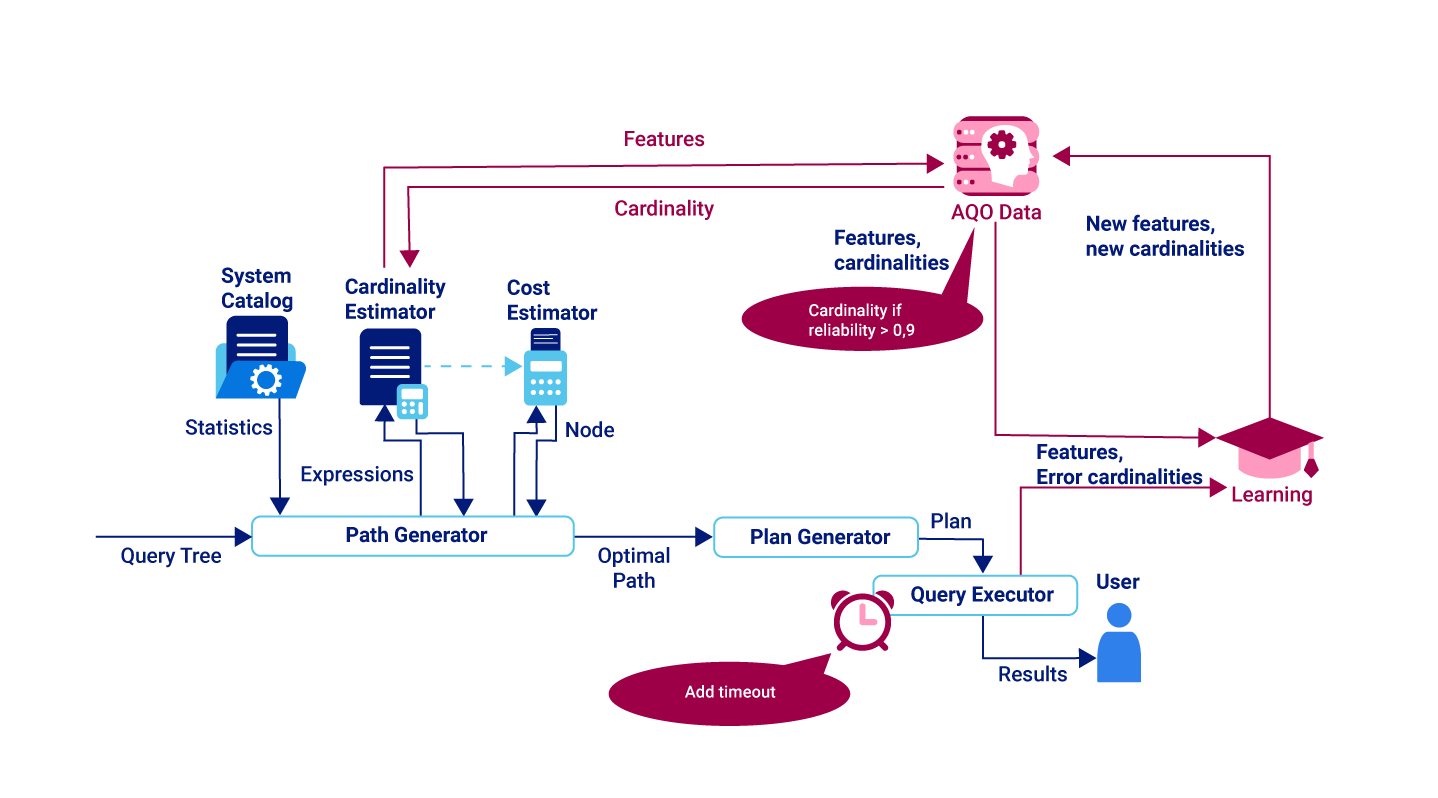 Features
Cardinality
AQO Data
Features,
cardinalities
New features,
new cardinalities
System
Catalog
Cardinality
Estimator
Cost
Estimator
Cardinality if
reliability > 0,9
Statistics
Expressions
Node
Features,
Error cardinalities
Learning
Query Tree
Path Generator
Optimal
Path
Plan Generator
Plan
Query Executor
User
Results
Add timeout